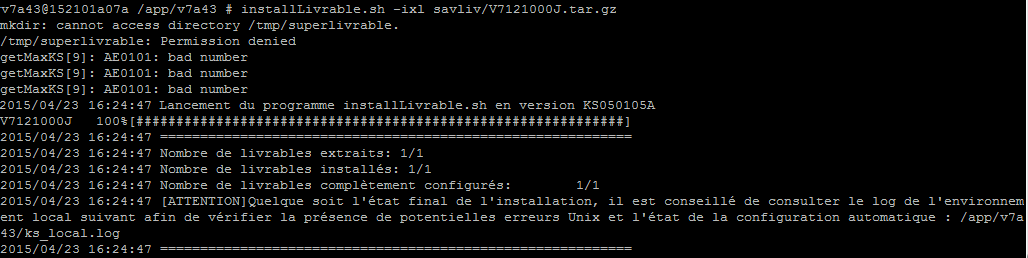 v7a43@152101a07a /app/v7a43 # installLivrable.sh -ixl savliv/V7121000J.tar.gz
mkdir: cannot access directory /tmp/superlivrable.
/tmp/superlivrable: Permission denied
getMaxKS[9]: AE0101: bad number
getMaxKS[9]: AE0101: bad number
getMaxKS[9]: AE0101: bad number
2015/04/23 16:24:47 Lancement du programme installLivrable.sh en version KS050105A
V7121000J   100%[#############################################################]
2015/04/23 16:24:47 ===========================================================
2015/04/23 16:24:47 Nombre de livrables extraits: 1/1
2015/04/23 16:24:47 Nombre de livrables installés: 1/1
2015/04/23 16:24:47 Nombre de livrables complètement configurés:        1/1
2015/04/23 16:24:47 [ATTENTION]Quelque soit l'état final de l'installation, il est conseillé de consulter le log de l'environnem
ent local suivant afin de vérifier la présence de potentielles erreurs Unix et l'état de la configuration automatique : /app/v7a
43/ks_local.log
2015/04/23 16:24:47 ===========================================================